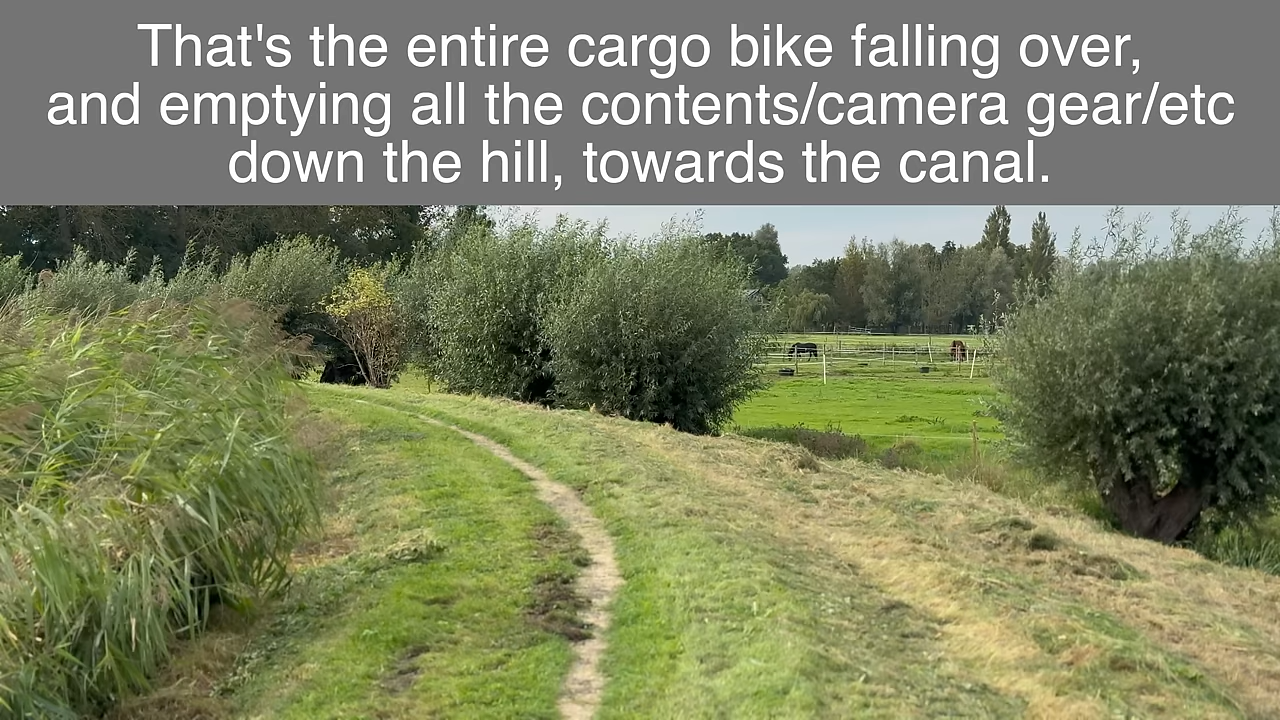 That's the entire cargo bike falling over,
and emptying all the contents/camera gear/etc
down the hill, towards the canal.